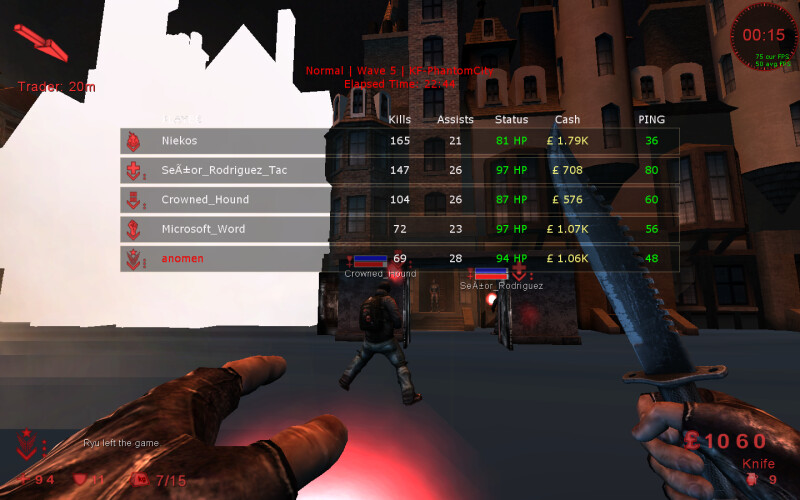 00:15
75 cur FPS
50 avg FPS
Trader: 20m
Normal | Wave 5 | KF-PhantomCity
Elapsed Time: 22:44
Kills Assists Status Cash PING
Niekos 165 21 81 HP £ 1.79K 36
SeÃ±or_Rodriguez_Tac 147 26 97 HP £ 708 80
Crowned_Hound 104 26 87 HP £ 576 60
Microsoft_Word 72 23 97 HP £ 1.07K 56
anomen 69 28 94 HP £ 1.06K 48
Crowned_Hound
SeÃ±or_Rodriguez
Ryu left the game
£1060
Knife
+ 94 11 7/15 9